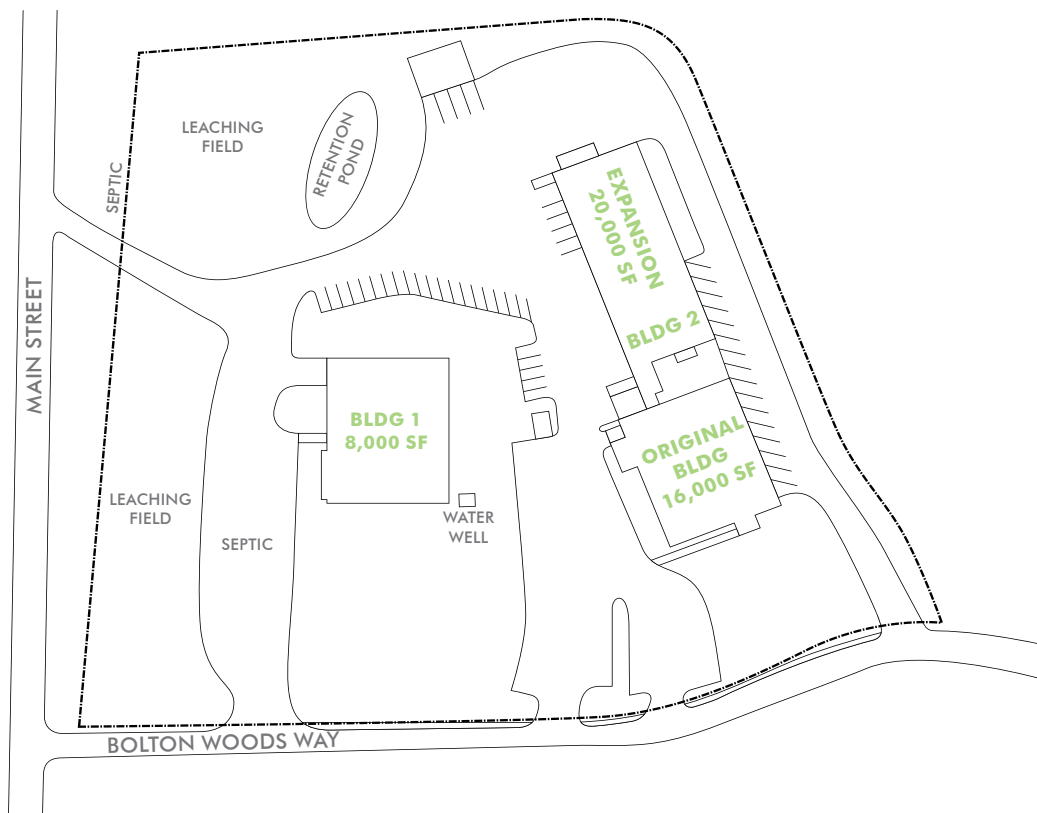 LEACHING
FIELD
RETENTION
POND
SEPTIC
EXPANSION
20,000 SF
BLDG 2
MAIN STREET
BLDG 1
8,000 SF
ORIGINAL
BLDG
16,000 SF
LEACHING
FIELD
WATER
WELL
SEPTIC
BOLTON WOODS WAY